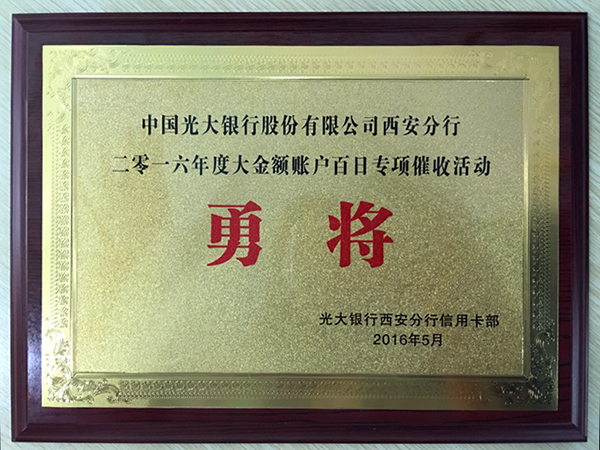 中国光大银行股份有限公司西安分行
二零一六年度大金额账户百日专项催收活动
勇将
光大银行西安分行信用卡部
2016年5月